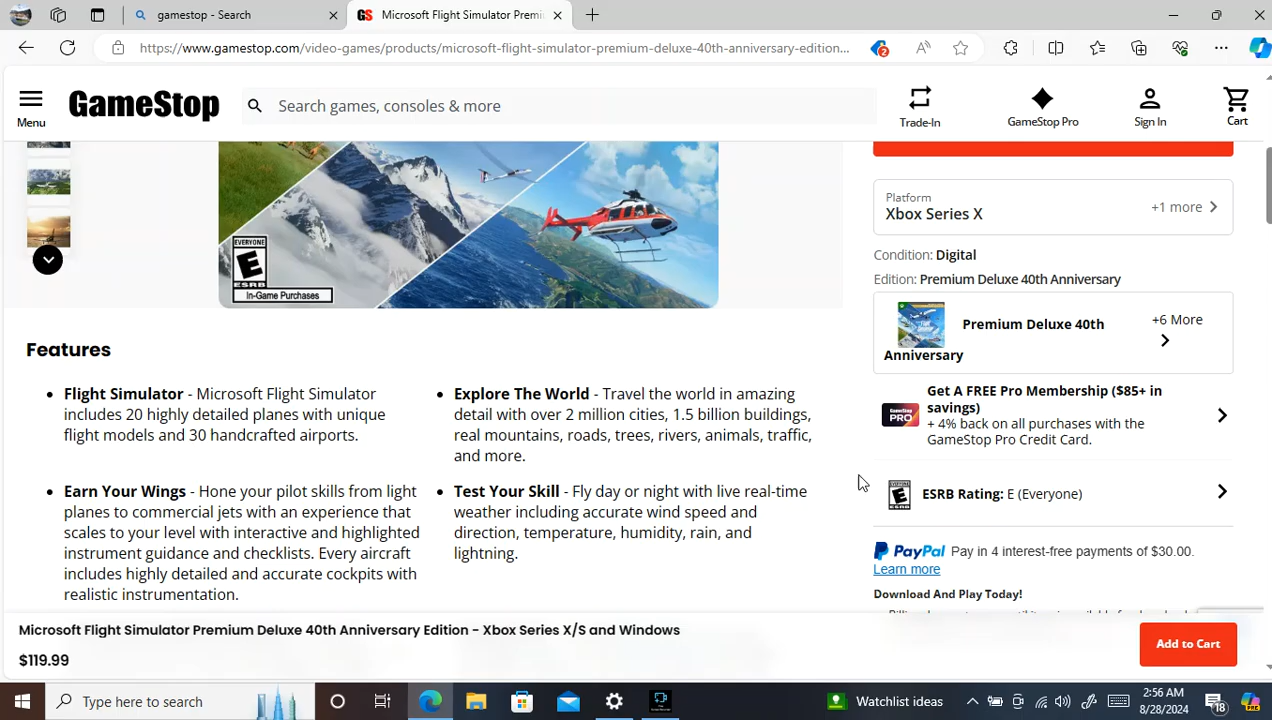 gamestop - Search
GS Microsoft Flight Simulator Premi
https://www.gamestop.com/video-games/products/microsoft-flight-simulator-premium-deluxe-40th-anniversary-edition...
2
Menu
GameStop
Search games, consoles & more
Trade-In
GameStop Pro
Sign In
Cart
EVERYONE
E
ESRB
In-Game Purchases
Platform
Xbox Series X
+1 more
Condition: Digital
Edition: Premium Deluxe 40th Anniversary
Premium Deluxe 40th
Anniversary
+6 More
Get A FREE Pro Membership ($85+ in
savings)
+ 4% back on all purchases with the
GameStop Pro Credit Card.
GameStop
PRO
ESRB Rating: E (Everyone)
PayPal Pay in 4 interest-free payments of $30.00.
Learn more
Download And Play Today!
Features
• Flight Simulator - Microsoft Flight Simulator
includes 20 highly detailed planes with unique
flight models and 30 handcrafted airports.
• Explore The World - Travel the world in amazing
detail with over 2 million cities, 1.5 billion buildings,
real mountains, roads, trees, rivers, animals, traffic,
and more.
• Earn Your Wings - Hone your pilot skills from light
planes to commercial jets with an experience that
scales to your level with interactive and highlighted
instrument guidance and checklists. Every aircraft
includes highly detailed and accurate cockpits with
realistic instrumentation.
• Test Your Skill - Fly day or night with live real-time
weather including accurate wind speed and
direction, temperature, humidity, rain, and
lightning.
Microsoft Flight Simulator Premium Deluxe 40th Anniversary Edition - Xbox Series X/S and Windows
$119.99
Add to Cart
Type here to search
Watchlist ideas
2:56 AM
8/28/2024
18